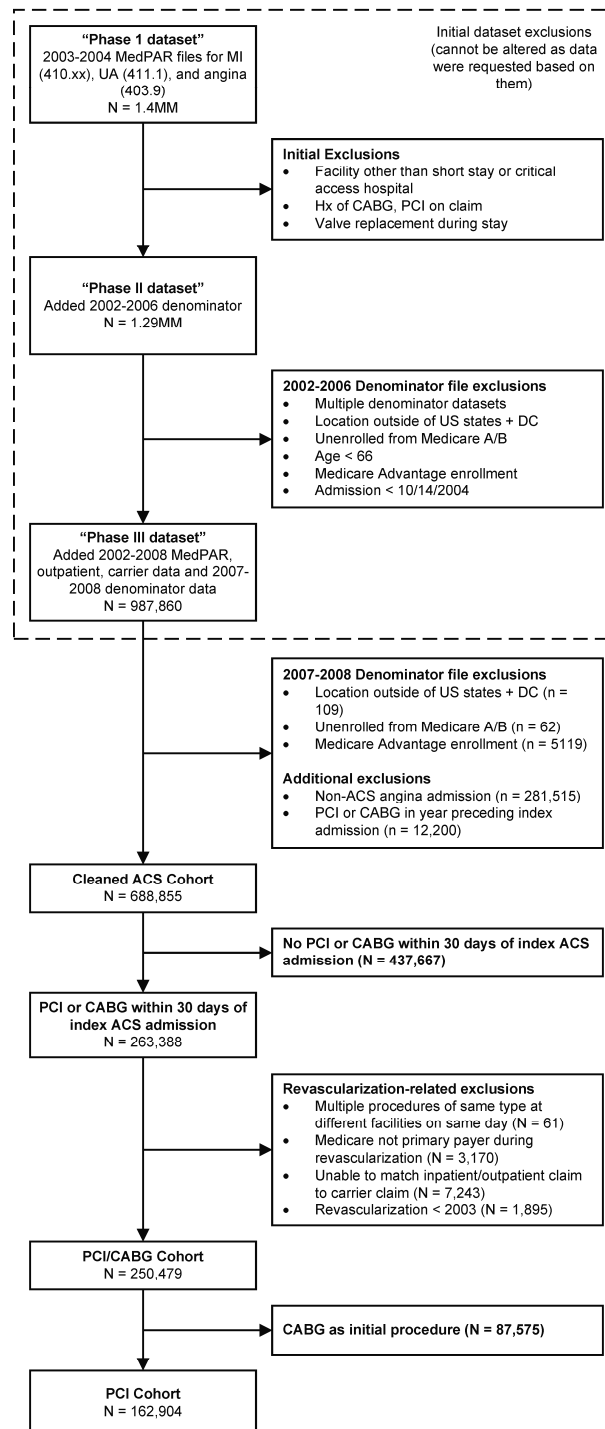 "Phase 1 dataset"
2003-2004 MedPAR files for MI
(410.xx), UA (411.1), and angina
(403.9)
N = 1.4MM
Initial dataset exclusions
(cannot be altered as data
were requested based on
them)
Initial Exclusions
• Facility other than short stay or critical
access hospital
• Hx of CABG, PCI on claim
• Valve replacement during stay
"Phase II dataset"
Added 2002-2006 denominator
N = 1.29MM
2002-2006 Denominator file exclusions
• Multiple denominator datasets
• Location outside of US states + DC
• Unenrolled from Medicare A/B
• Age < 66
• Medicare Advantage enrollment
• Admission < 10/14/2004
"Phase III dataset"
Added 2002-2008 MedPAR,
outpatient, carrier data and 2007-
2008 denominator data
N = 987,860
2007-2008 Denominator file exclusions
• Location outside of US states + DC (n =
109)
• Unenrolled from Medicare A/B (n = 62)
• Medicare Advantage enrollment (n = 5119)
Additional exclusions
• Non-ACS angina admission (n = 281,515)
• PCI or CABG in year preceding index
admission (n = 12,200)
Cleaned ACS Cohort
N = 688,855
No PCI or CABG within 30 days of index ACS
admission (N = 437,667)
PCI or CABG within 30 days of
index ACS admission
N = 263,388
Revascularization-related exclusions
• Multiple procedures of same type at
different facilities on same day (N = 61)
• Medicare not primary payer during
revascularization (N = 3,170)
• Unable to match inpatient/outpatient claim
to carrier claim (N = 7,243)
• Revascularization < 2003 (N = 1,895)
PCI/CABG Cohort
N = 250,479
CABG as initial procedure (N = 87,575)
PCI Cohort
N = 162,904